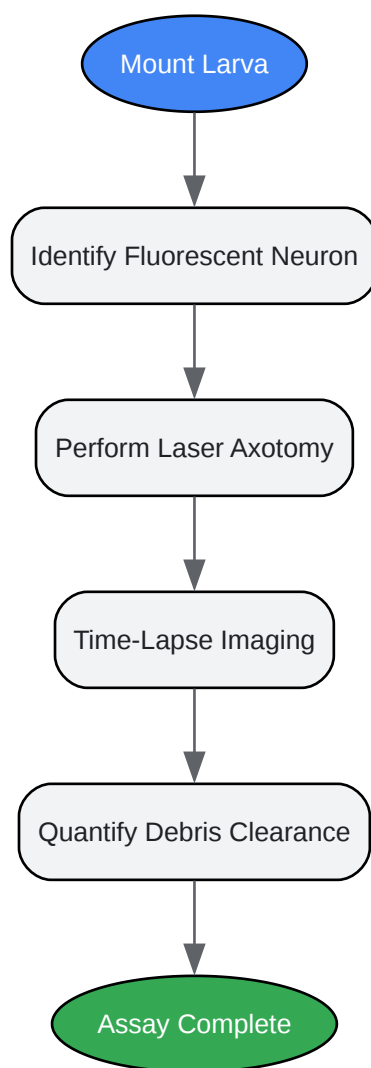 Mount Larva
Identify Fluorescent Neuron
Perform Laser Axotomy
Time-Lapse Imaging
Quantify Debris Clearance
Assay Complete